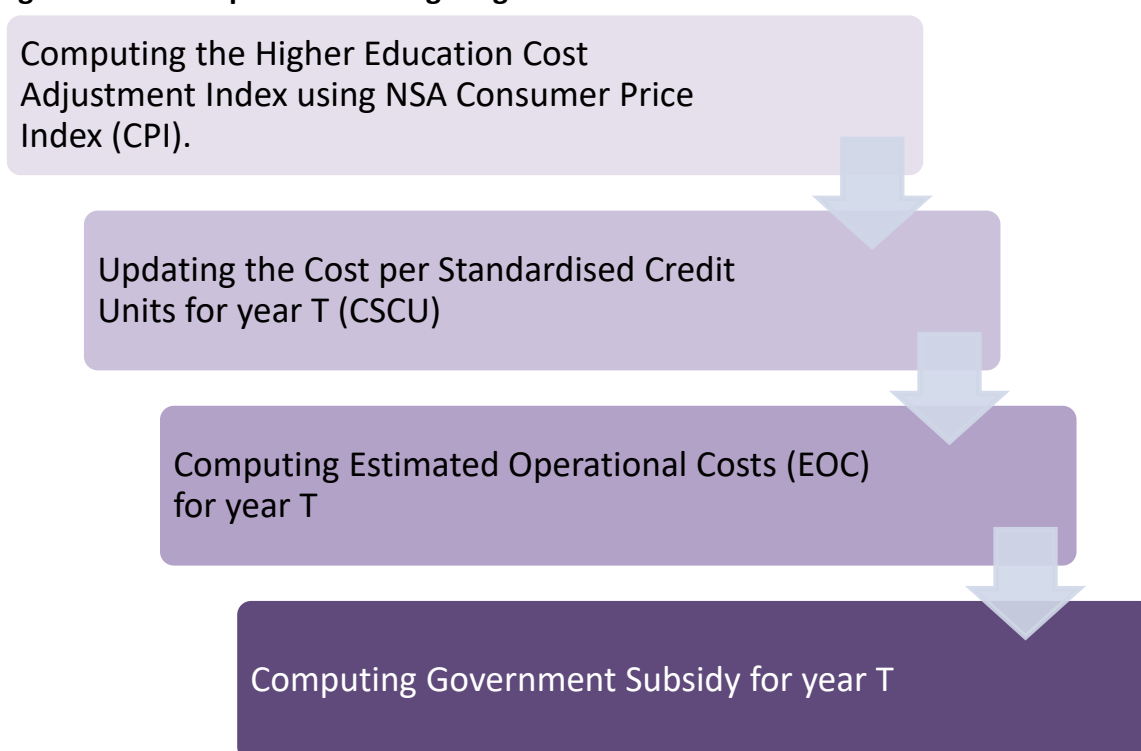 Computing the Higher Education Cost
Adjustment Index using NSA Consumer Price
Index (CPI).
Updating the Cost per Standardised Credit
Units for year T (CSCU)
Computing Estimated Operational Costs (EOC)
for year T
Computing Government Subsidy for year T